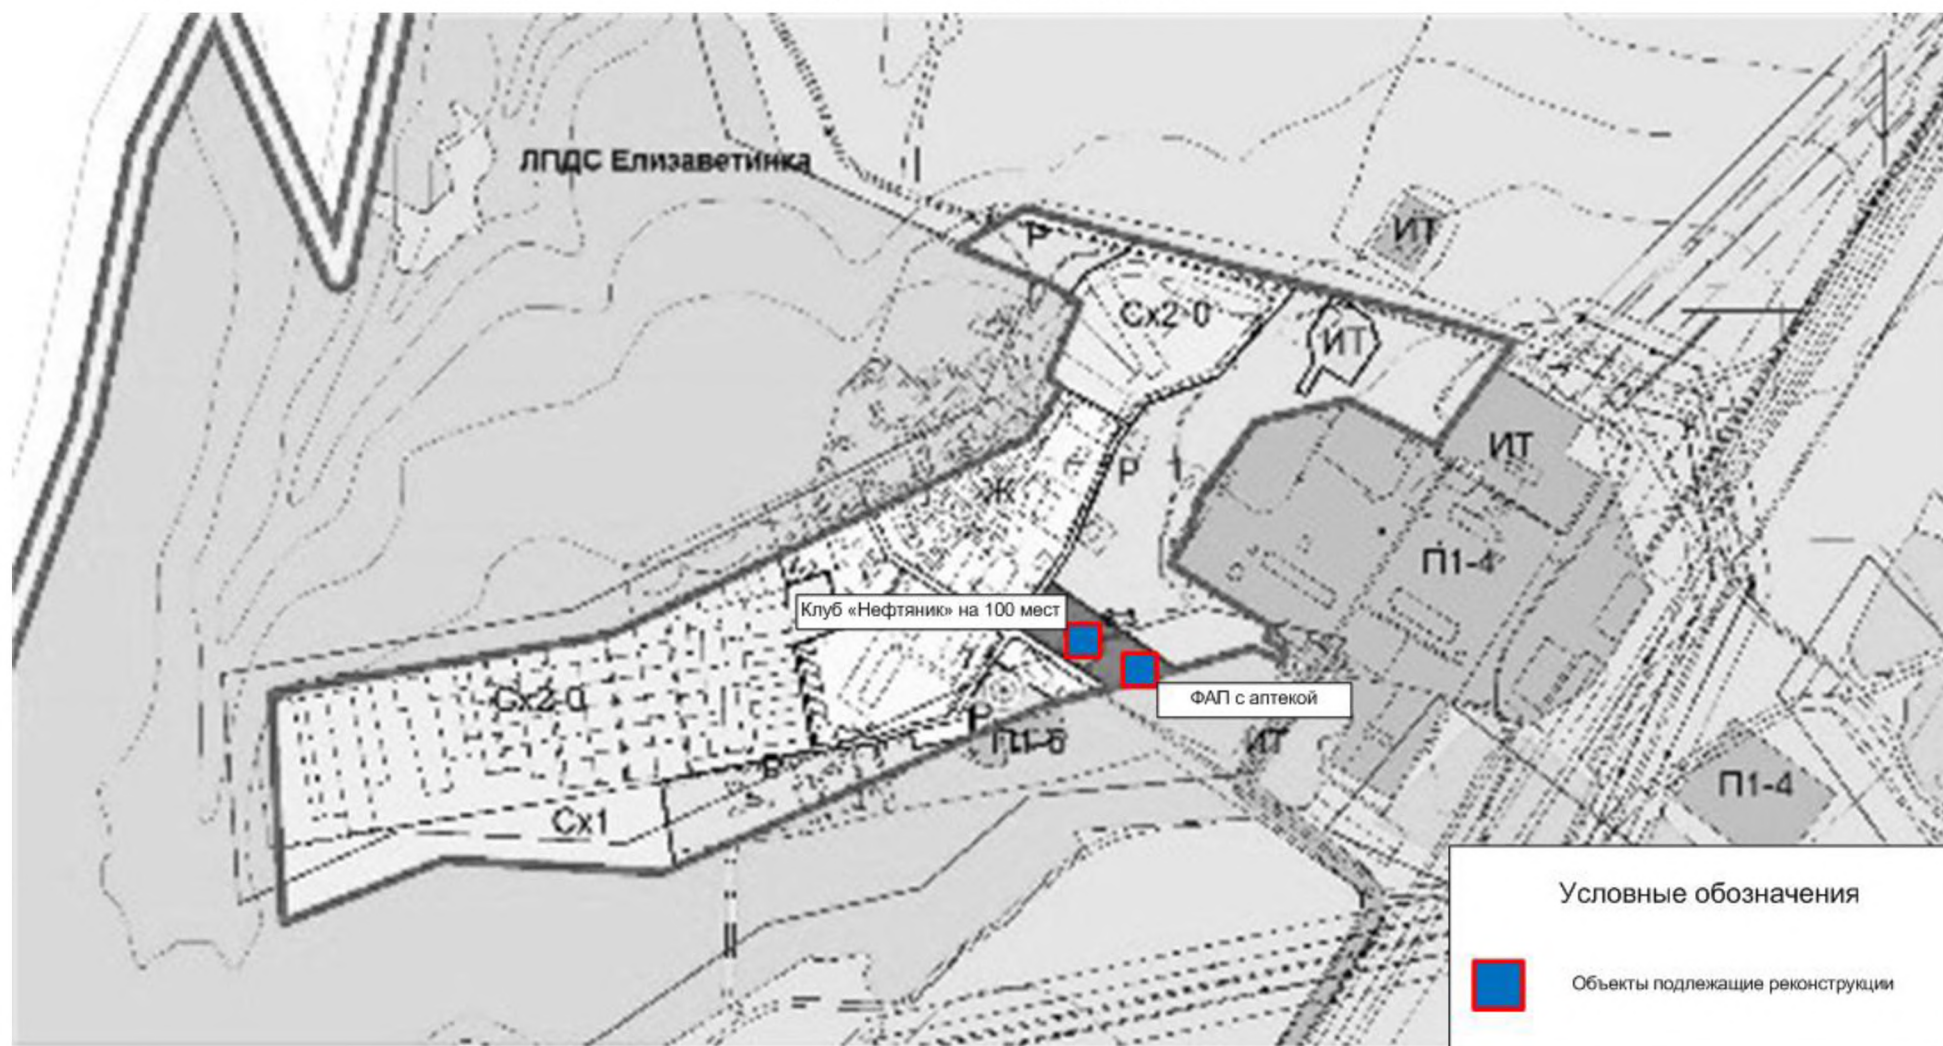 ЛПДС Елизаветинка
Р
ИТ
Сх2-0
ИТ
ИТ
Р
Ж
П1-4
Клуб «Нефтяник» на 100 мест
ФАП с аптекой
Сх2-0
Р
П1-6
ИТ
Р
П1-4
Сх1
Условные обозначения
Объекты подлежащие реконструкции